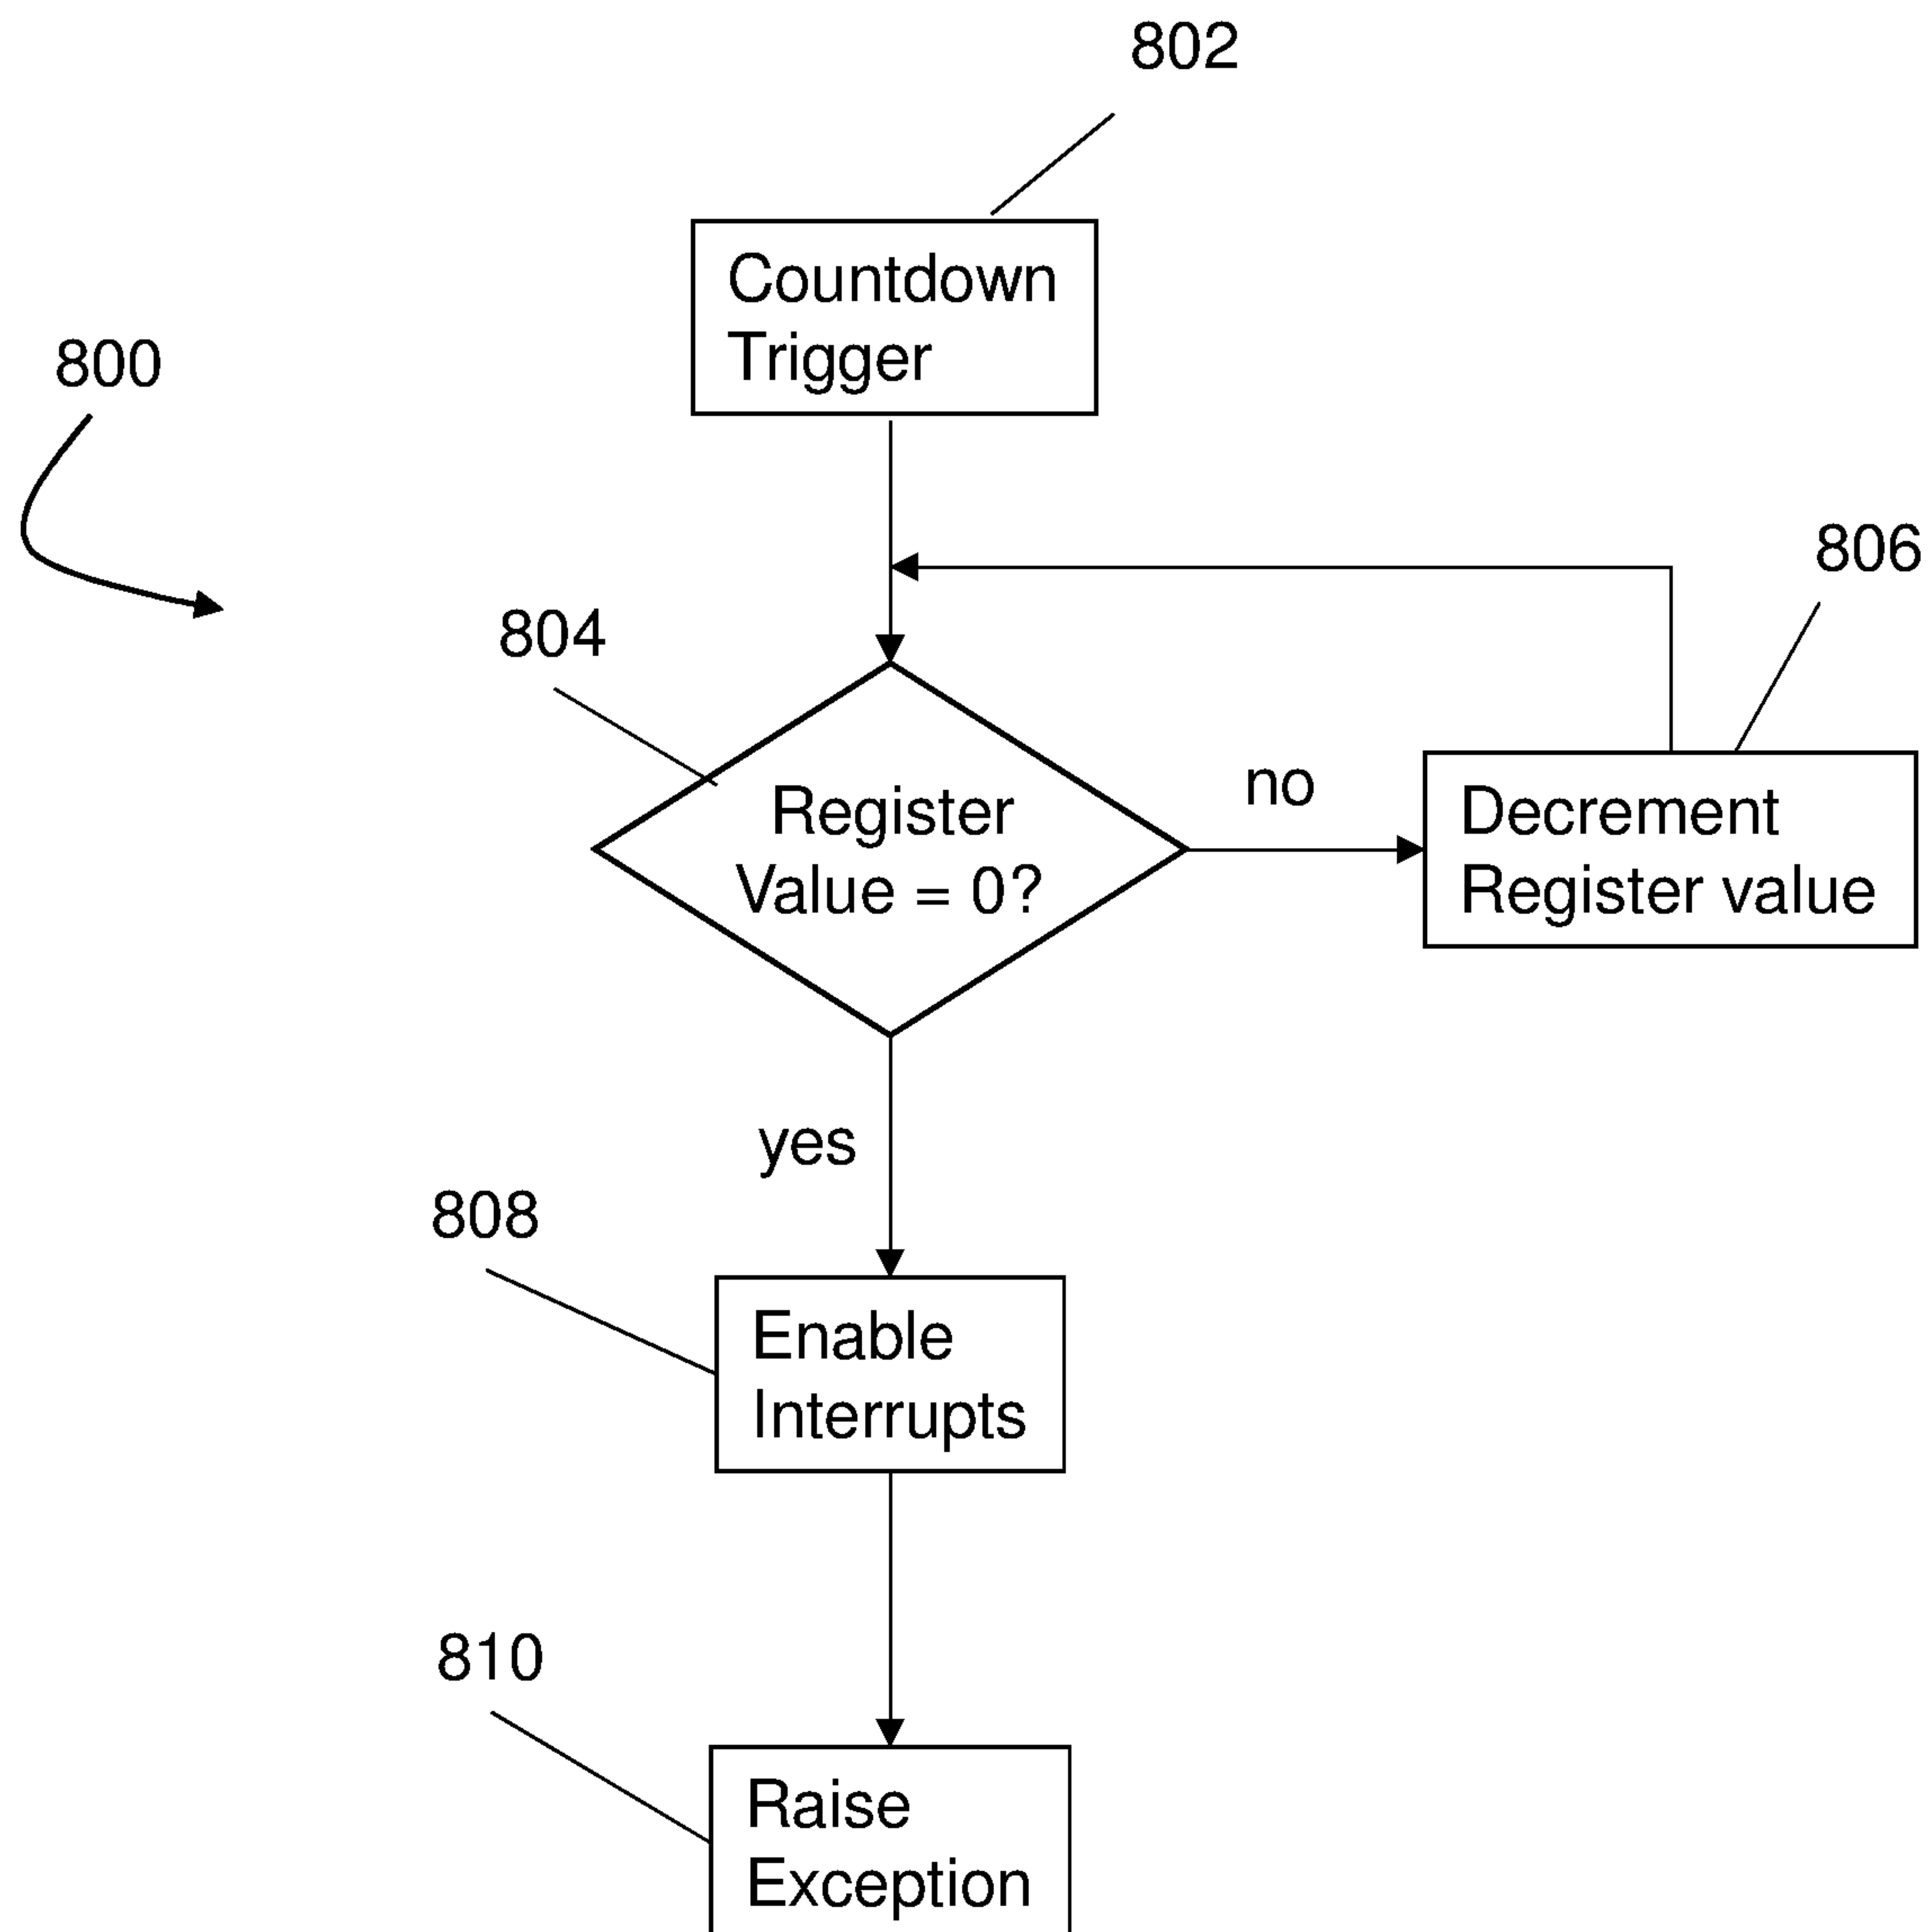 802
Countdown
Trigger
800
806
804
Register
Value = 0?
no
Decrement
Register value
yes
808
Enable
Interrupts
810
Raise
Exception